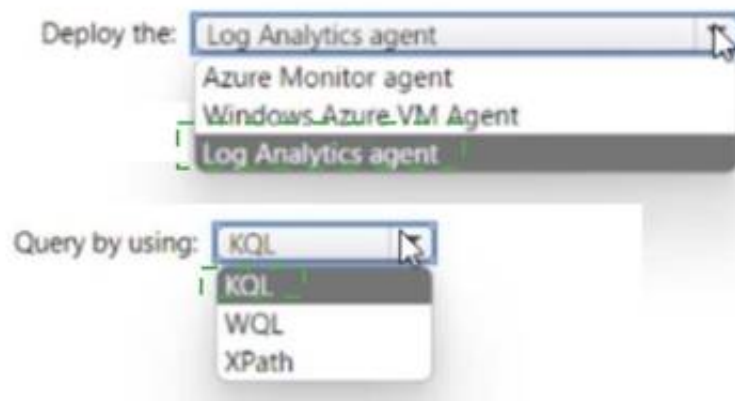 Deploy the: Log Analytics agent
Azure Monitor agent
Windows Azure VM Agent
Log Analytics agent
Query by using: KQL
KQL
WQL
XPath